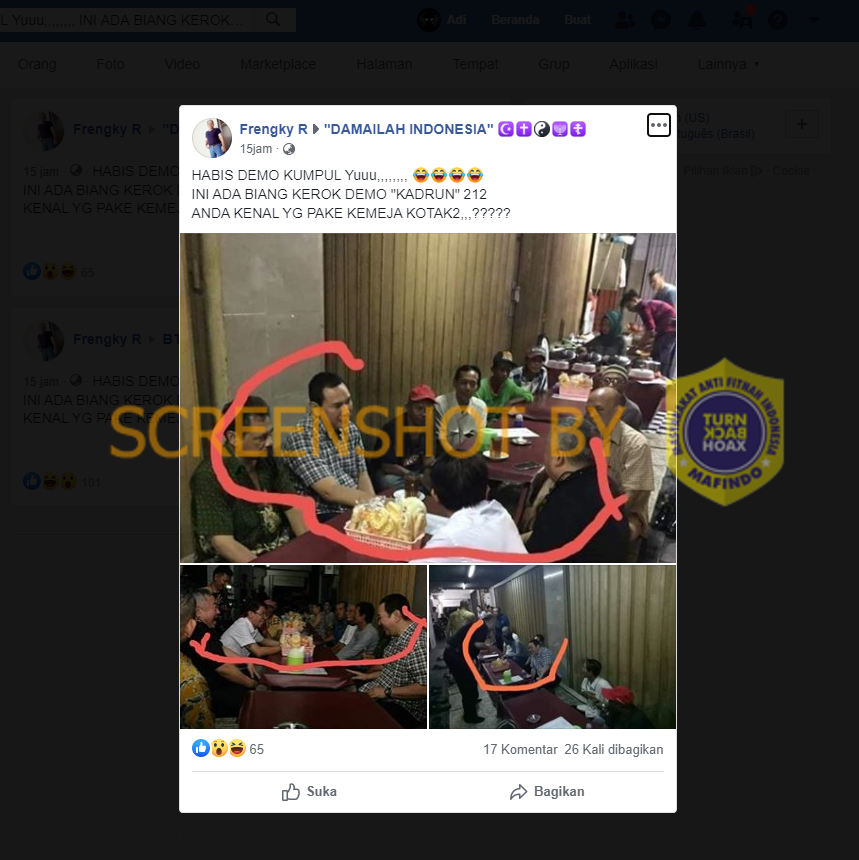 L Yuuu,,,,,,,, INI ADA BIANG KEROK...
Adi
Beranda
Buat
Orang
Foto
Video
Marketplace
Halaman
Tempat
Grup
Aplikasi
Lainnya
Frengky R
"D
15 jam
HABIS DEMO
INI ADA BIANG KEROK
KENAL YG PAKE KEME
65
Frengky R
BT
15 jam
HABIS DEMO
INI ADA BIANG KEROK
KENAL YG PAKE KEME
101
(US)
(Brasil)
Pilihan Iklan
Cookie
Frengky R "DAMAILAH INDONESIA" ☪✝☯🕎☦
15jam ·
HABIS DEMO KUMPUL Yuuu,,,,,,,, 😂😂😂😂
INI ADA BIANG KEROK DEMO "KADRUN" 212
ANDA KENAL YG PAKE KEMEJA KOTAK2,,,?????
SCREENSHOT BY
MASYARAKAT ANTI FITNAH INDONESIA
TURN
BACK
HOAX
MAFINDO
65
17 Komentar 26 Kali dibagikan
Suka
Bagikan